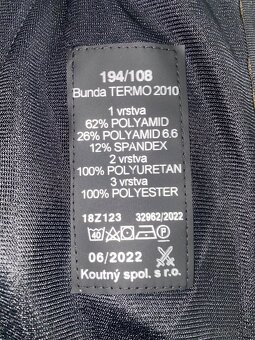 194/108
Bunda TERMO 2010
1 vrstva
62% POLYAMID
26% POLYAMID 6.6
12% SPANDEX
2 vrstva
100% POLYURETAN
3 vrstva
100% POLYESTER
18Z123 32962/2022
06/2022
Koutný spol. s r.o.